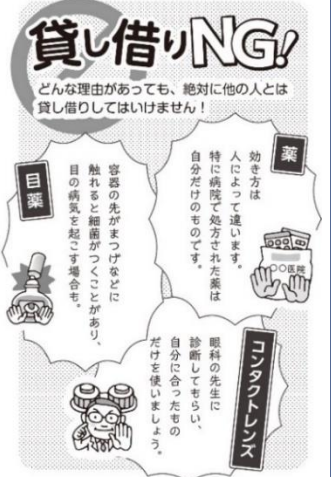 貸し借りNG!
どんな理由があっても、絶対に他の人とは
貸し借りしてはいけません!
薬
効き方は
人によって違います。
特に病院で処方された薬は
自分だけのものです。
〇〇医院
目薬
容器の先がまつげなどに
触れると細菌がつくことがあり、
目の病気を起こす場合も。
コンタクトレンズ
眼科の先生に
診断してもらい、
自分に合ったもの
だけを使いましょう。